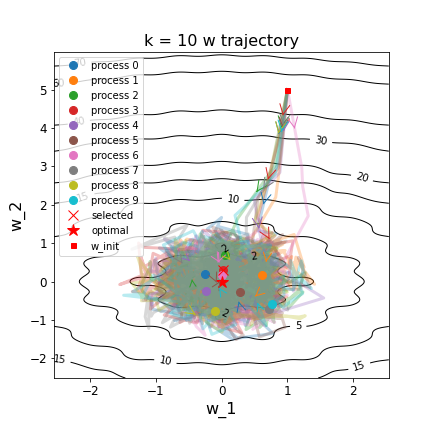 k = 10 w trajectory
process 0
process 1
process 2
process 3
process 4
process 5
process 6
process 7
process 8
process 9
selected
optimal
w_init
w_2
5
4
3
2
1
0
−1
−2
30
20
10
15
2
2
2
5
10
15
15
−2
−1
0
1
2
w_1